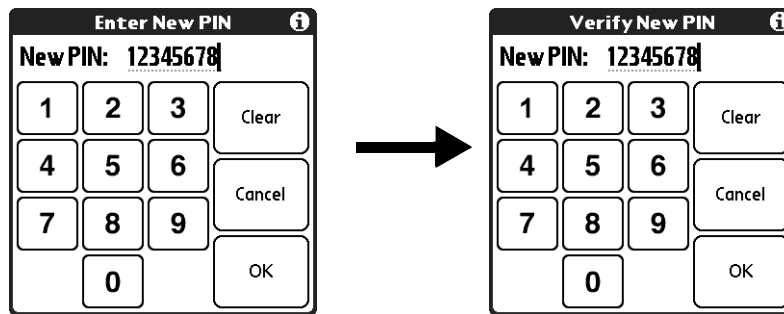 Enter New PIN i
New PIN: 12345678
1 2 3 Clear
4 5 6
Cancel
7 8 9
0 OK
Verify New PIN i
New PIN: 12345678
1 2 3 Clear
4 5 6
Cancel
7 8 9
0 OK